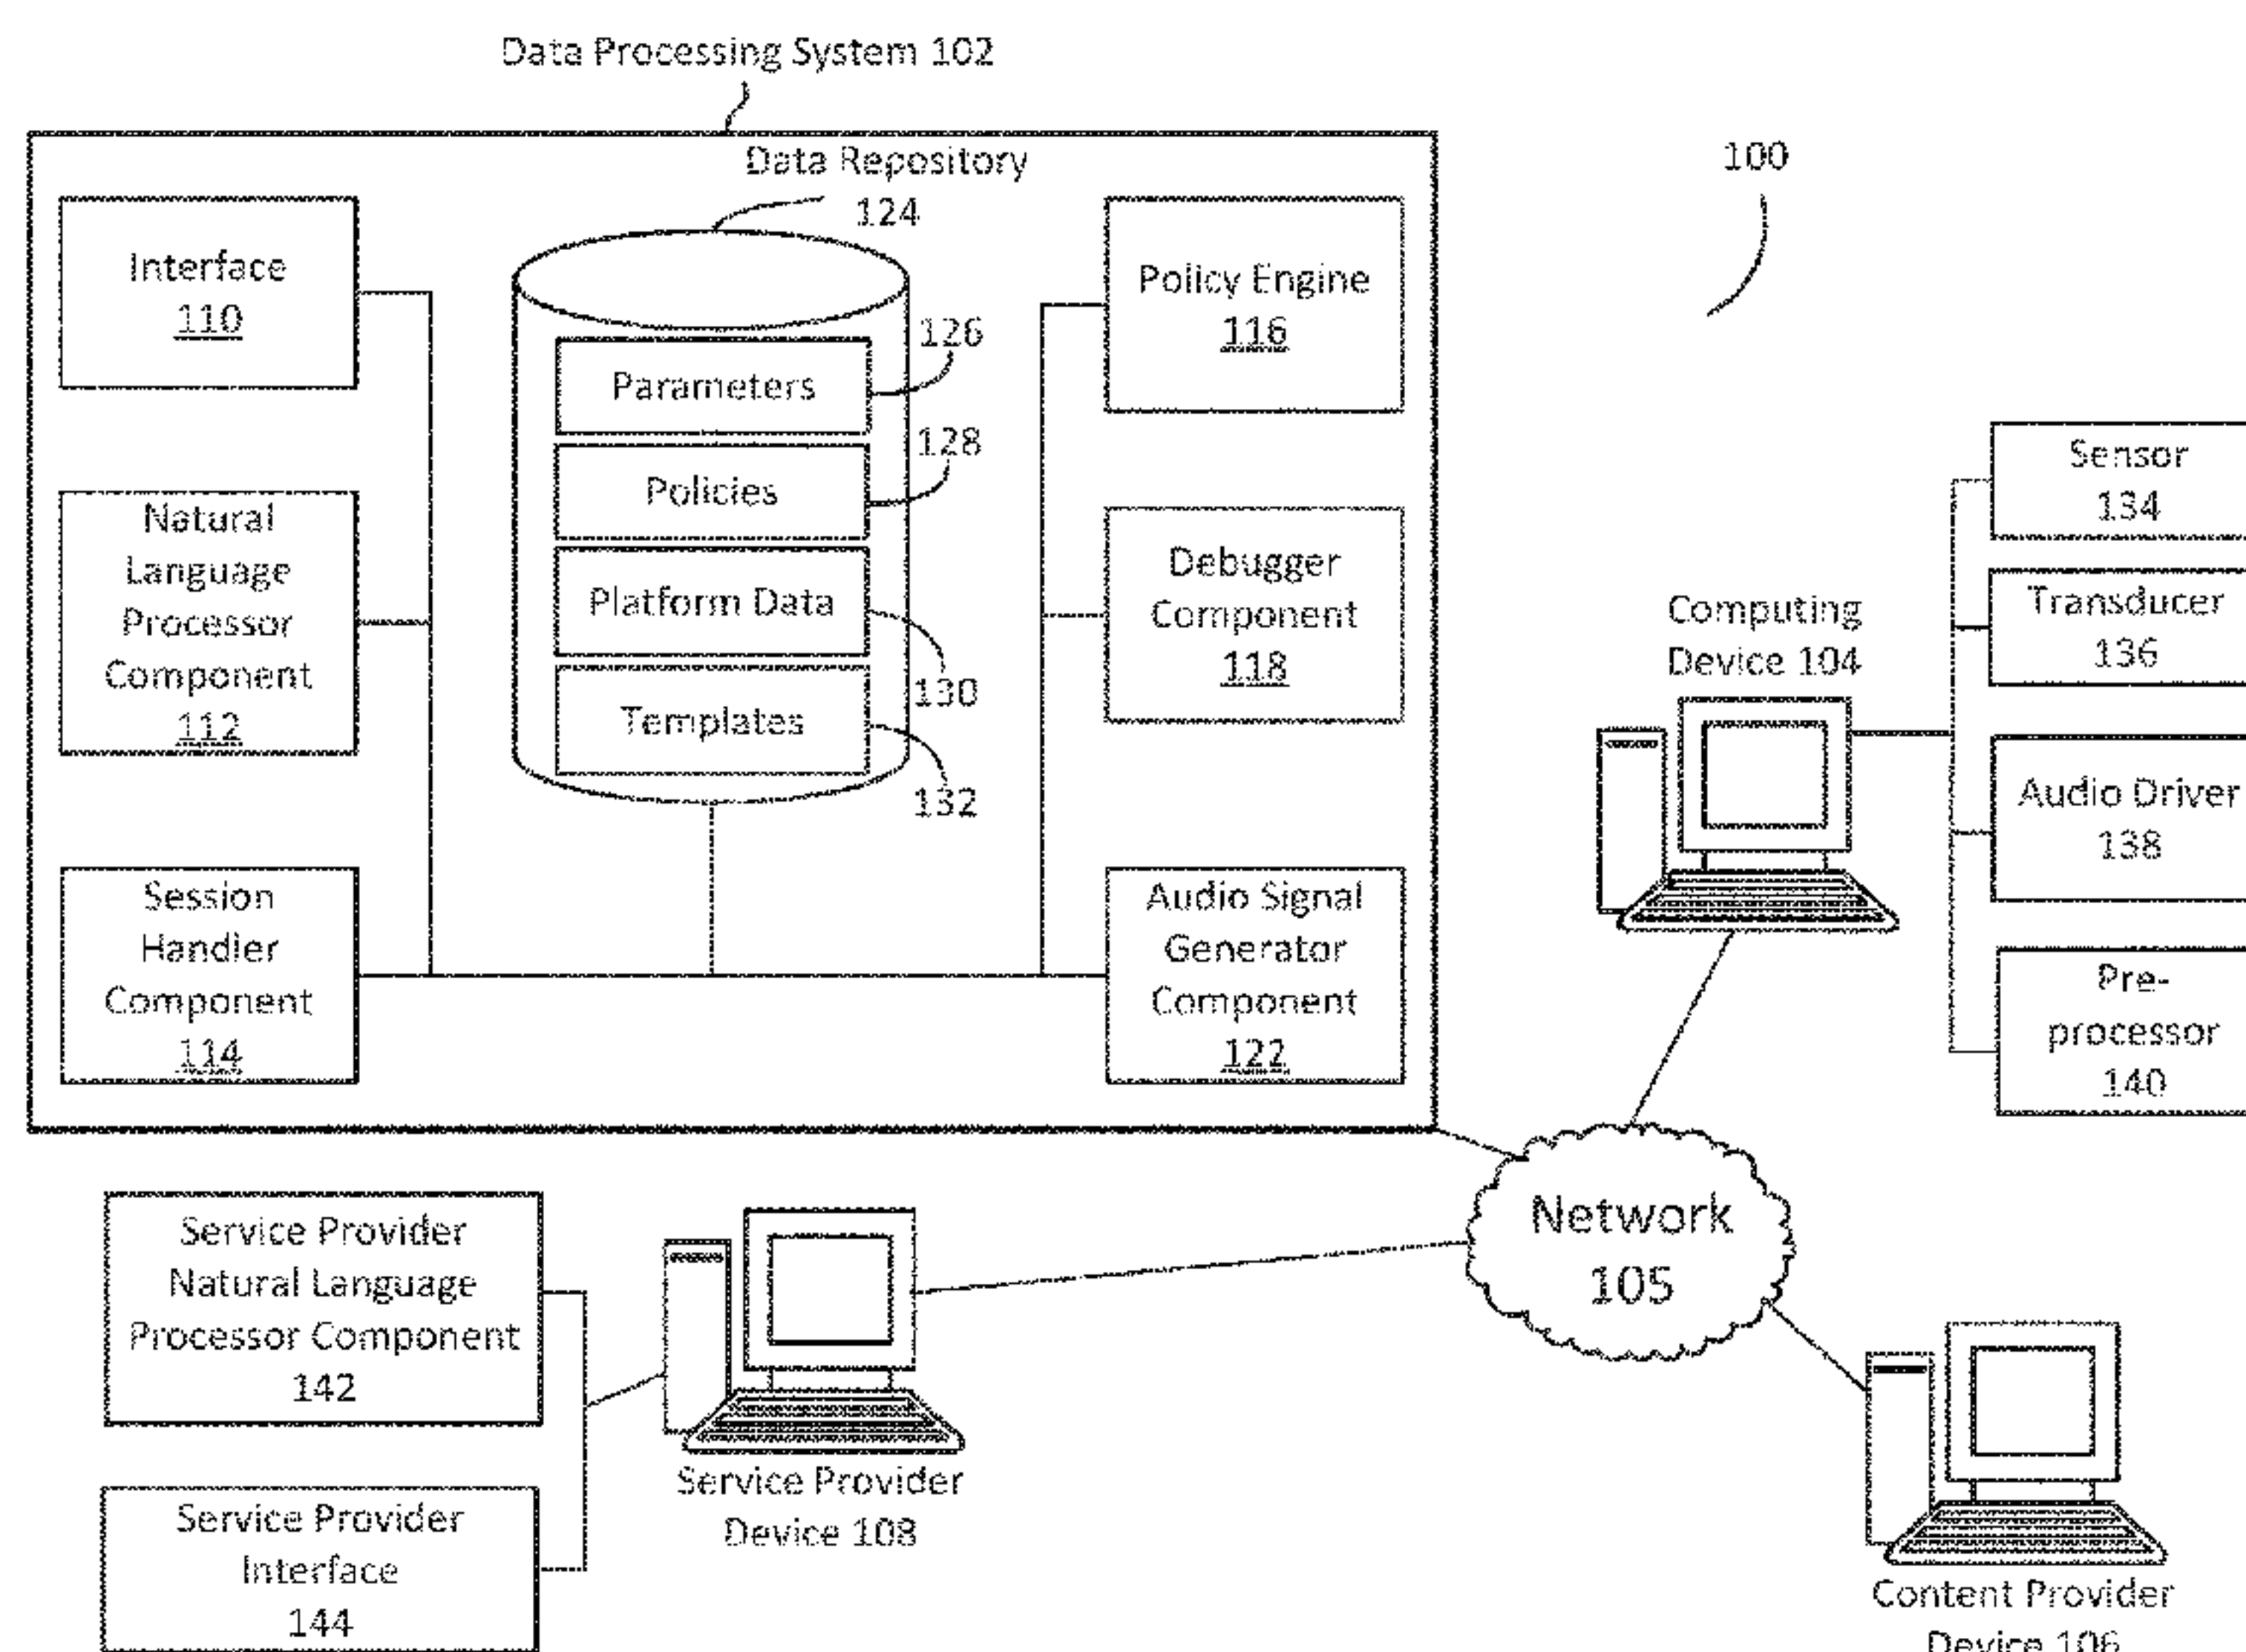 Data Processing System 102
Data Repository
124
100
Interface
110
Policy Engine
116
126
Parameters
128
Policies
Platform Data
130
Templates
132
Natural
Language
Processor
Component
112
Debugger
Component
118
Session
Handler
Component
114
Audio Signal
Generator
Component
122
Computing
Device 104
Sensor
134
Transducer
136
Audio Driver
138
Pre-
processor
140
Network
105
Service Provider
Natural Language
Processor Component
142
Service Provider
Interface
144
Service Provider
Device 108
Content Provider
Device 106